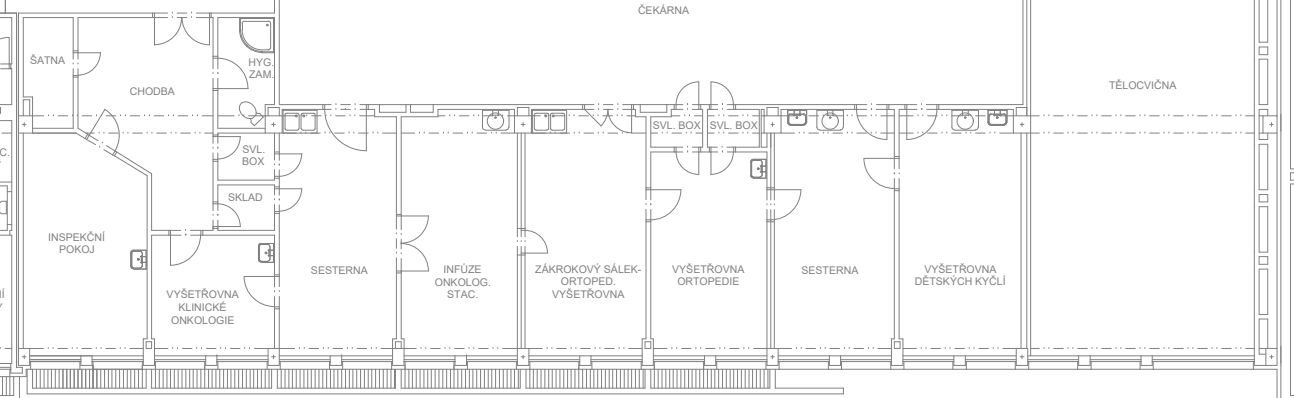 ČEKÁRNA
ŠATNA
HYG.
ZAM.
CHODBA
TĚLOCVIČNA
SVL. BOX
SVL. BOX
SVL.
BOX
C.
SKLAD
INSPEKČNÍ
POKOJ
SESTERNA
INFÚZE
ONKOLOG.
STAC.
ZÁKROKOVÝ SÁLEK-
ORTOPED.
VYŠETŘOVNA
VYŠETŘOVNA
ORTOPEDIE
SESTERNA
VYŠETŘOVNA
DĚTSKÝCH KYČLÍ
VYŠETŘOVNA
KLINICKÉ
ONKOLOGIE